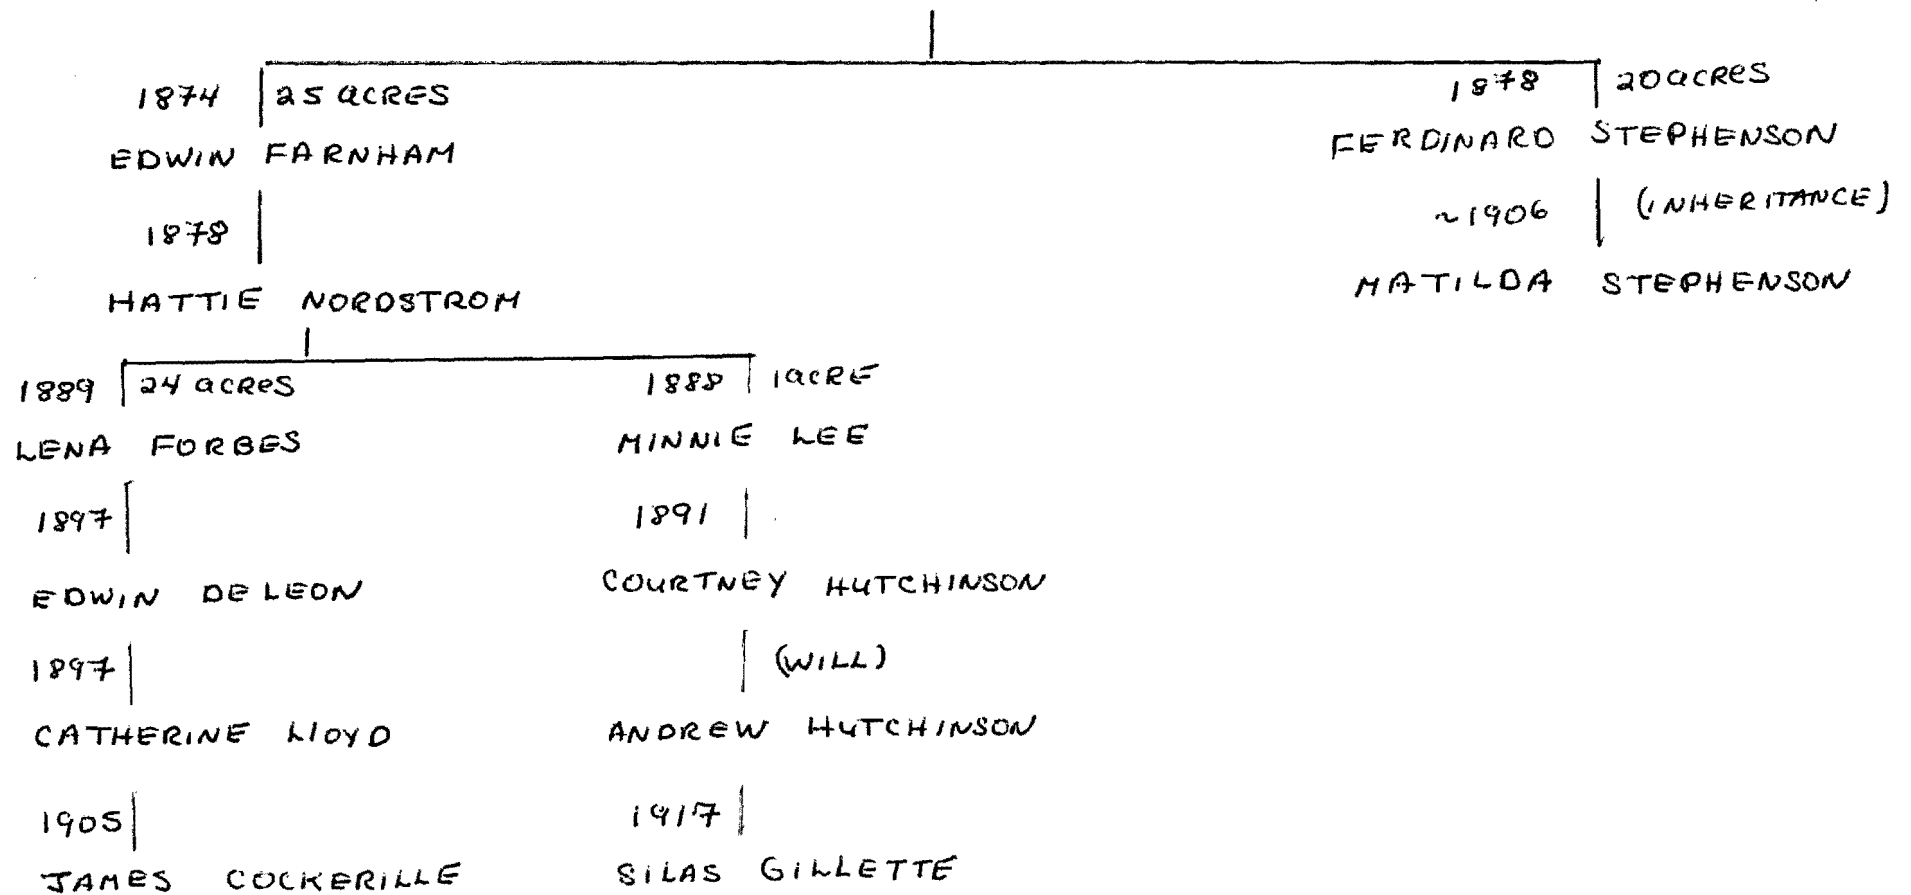 1874 25 ACRES
EDWIN FARNHAM
1878
HATTIE NORDSTROM
1889 24 ACRES
LENA FORBES
1897
EDWIN DE LEON
1897
CATHERINE LLOYD
1905
JAMES COCKERILLE
1888 1 ACRE
MINNIE LEE
1891
COURTNEY HUTCHINSON
(WILL)
ANDREW HUTCHINSON
1917
SILAS GILLETTE
1878 20 ACRES
FERDINARD STEPHENSON
~1906 (INHERITANCE)
MATILDA STEPHENSON